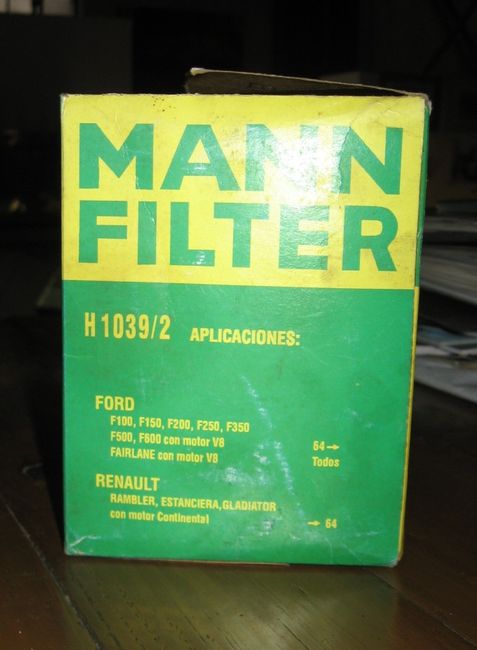 MANN
FILTER
H1039/2 APLICACIONES:
FORD
F100, F150, F200, F250, F350
F500, F600 con motor V8 64→
FAIRLANE con motor V8 Todos
RENAULT
RAMBLER, ESTANCIERA,GLADIATOR
con motor Continental →64